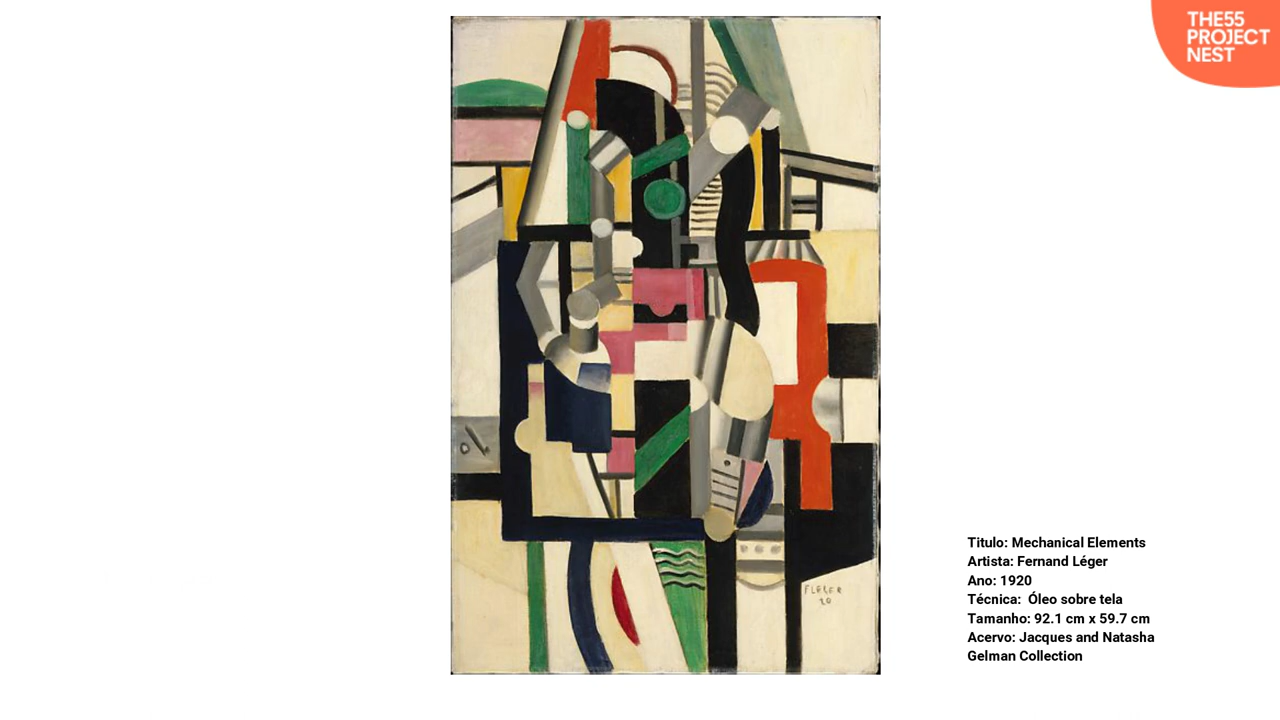 THE55
PROJECT
NEST
Titulo: Mechanical Elements
Artista: Fernand Léger
Ano: 1920
Técnica: Óleo sobre tela
Tamanho: 92.1 cm x 59.7 cm
Acervo: Jacques and Natasha
Gelman Collection
F.LEGER
20